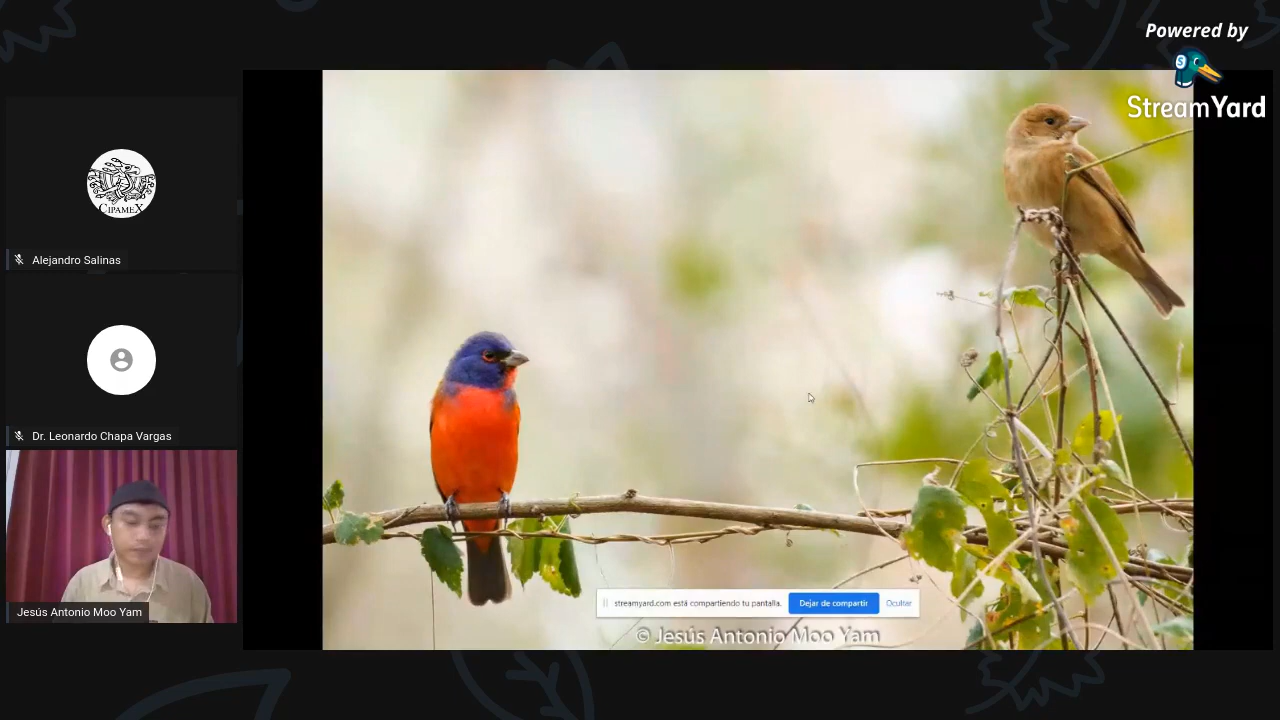 Powered by
StreamYard
CIPAMEX
Alejandro Salinas
Dr. Leonardo Chapa Vargas
Jesús Antonio Moo Yam
streamyard.com está compartiendo tu pantalla.
Dejar de compartir
Ocultar
© Jesús Antonio Moo Yam